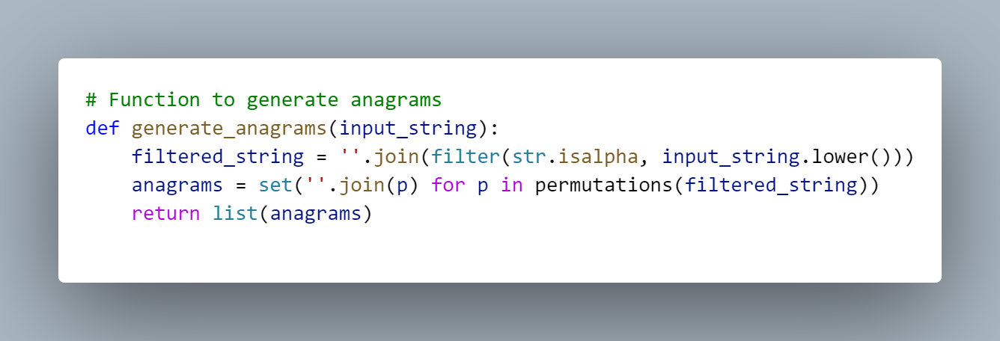 # Function to generate anagrams
def generate_anagrams(input_string):
    filtered_string = ''.join(filter(str.isalpha, input_string.lower()))
    anagrams = set(''.join(p) for p in permutations(filtered_string))
    return list(anagrams)